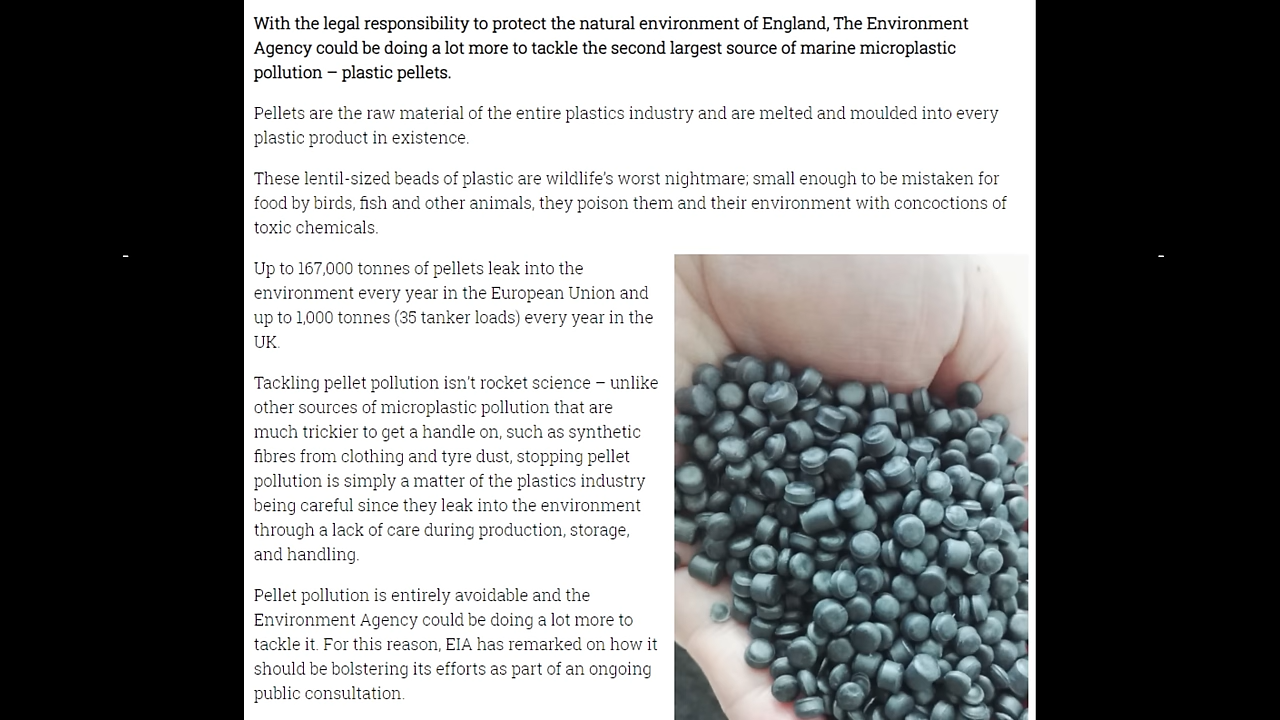 With the legal responsibility to protect the natural environment of England, The Environment
Agency could be doing a lot more to tackle the second largest source of marine microplastic
pollution – plastic pellets.
Pellets are the raw material of the entire plastics industry and are melted and moulded into every
plastic product in existence.
These lentil-sized beads of plastic are wildlife's worst nightmare; small enough to be mistaken for
food by birds, fish and other animals, they poison them and their environment with concoctions of
toxic chemicals.
Up to 167,000 tonnes of pellets leak into the
environment every year in the European Union and
up to 1,000 tonnes (35 tanker loads) every year in the
UK.
Tackling pellet pollution isn't rocket science – unlike
other sources of microplastic pollution that are
much trickier to get a handle on, such as synthetic
fibres from clothing and tyre dust, stopping pellet
pollution is simply a matter of the plastics industry
being careful since they leak into the environment
through a lack of care during production, storage,
and handling.
Pellet pollution is entirely avoidable and the
Environment Agency could be doing a lot more to
tackle it. For this reason, EIA has remarked on how it
should be bolstering its efforts as part of an ongoing
public consultation.